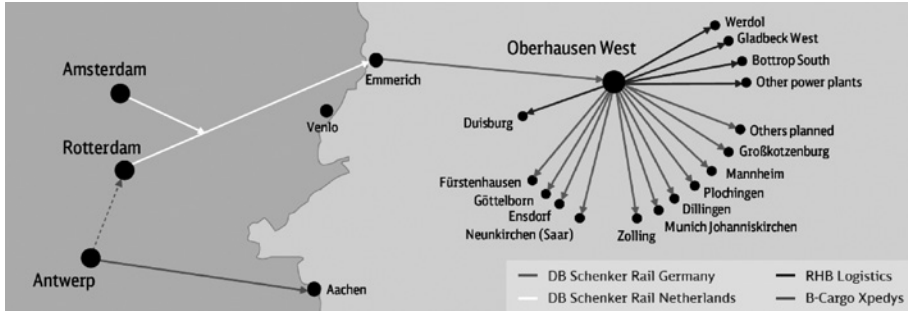 Amsterdam
Rotterdam
Antwerp
Venlo
Emmerich
Aachen
Oberhausen West
Werdol
Gladbeck West
Bottrop South
Other power plants
Duisburg
Others planned
Großkotzenburg
Mannheim
Plochingen
Dillingen
Munich Johanniskirchen
Zolling
Fürstenhausen
Göttelborn
Ensdorf
Neunkirchen (Saar)
DB Schenker Rail Germany
DB Schenker Rail Netherlands
RHB Logistics
B-Cargo Xpedys